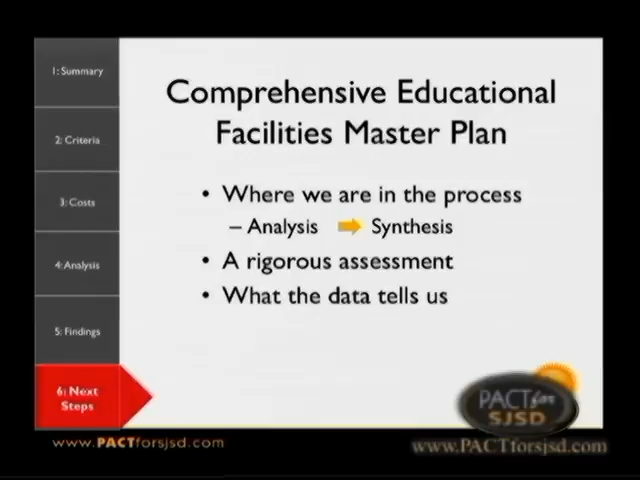 1: Summary
2: Criteria
3: Costs
4: Analysis
5: Findings
6: Next
Steps
Comprehensive Educational
Facilities Master Plan
• Where we are in the process
– Analysis Synthesis
• A rigorous assessment
• What the data tells us
PACTfor
SJSD
www.PACTforsjsd.com
www.PACTforsjsd.com